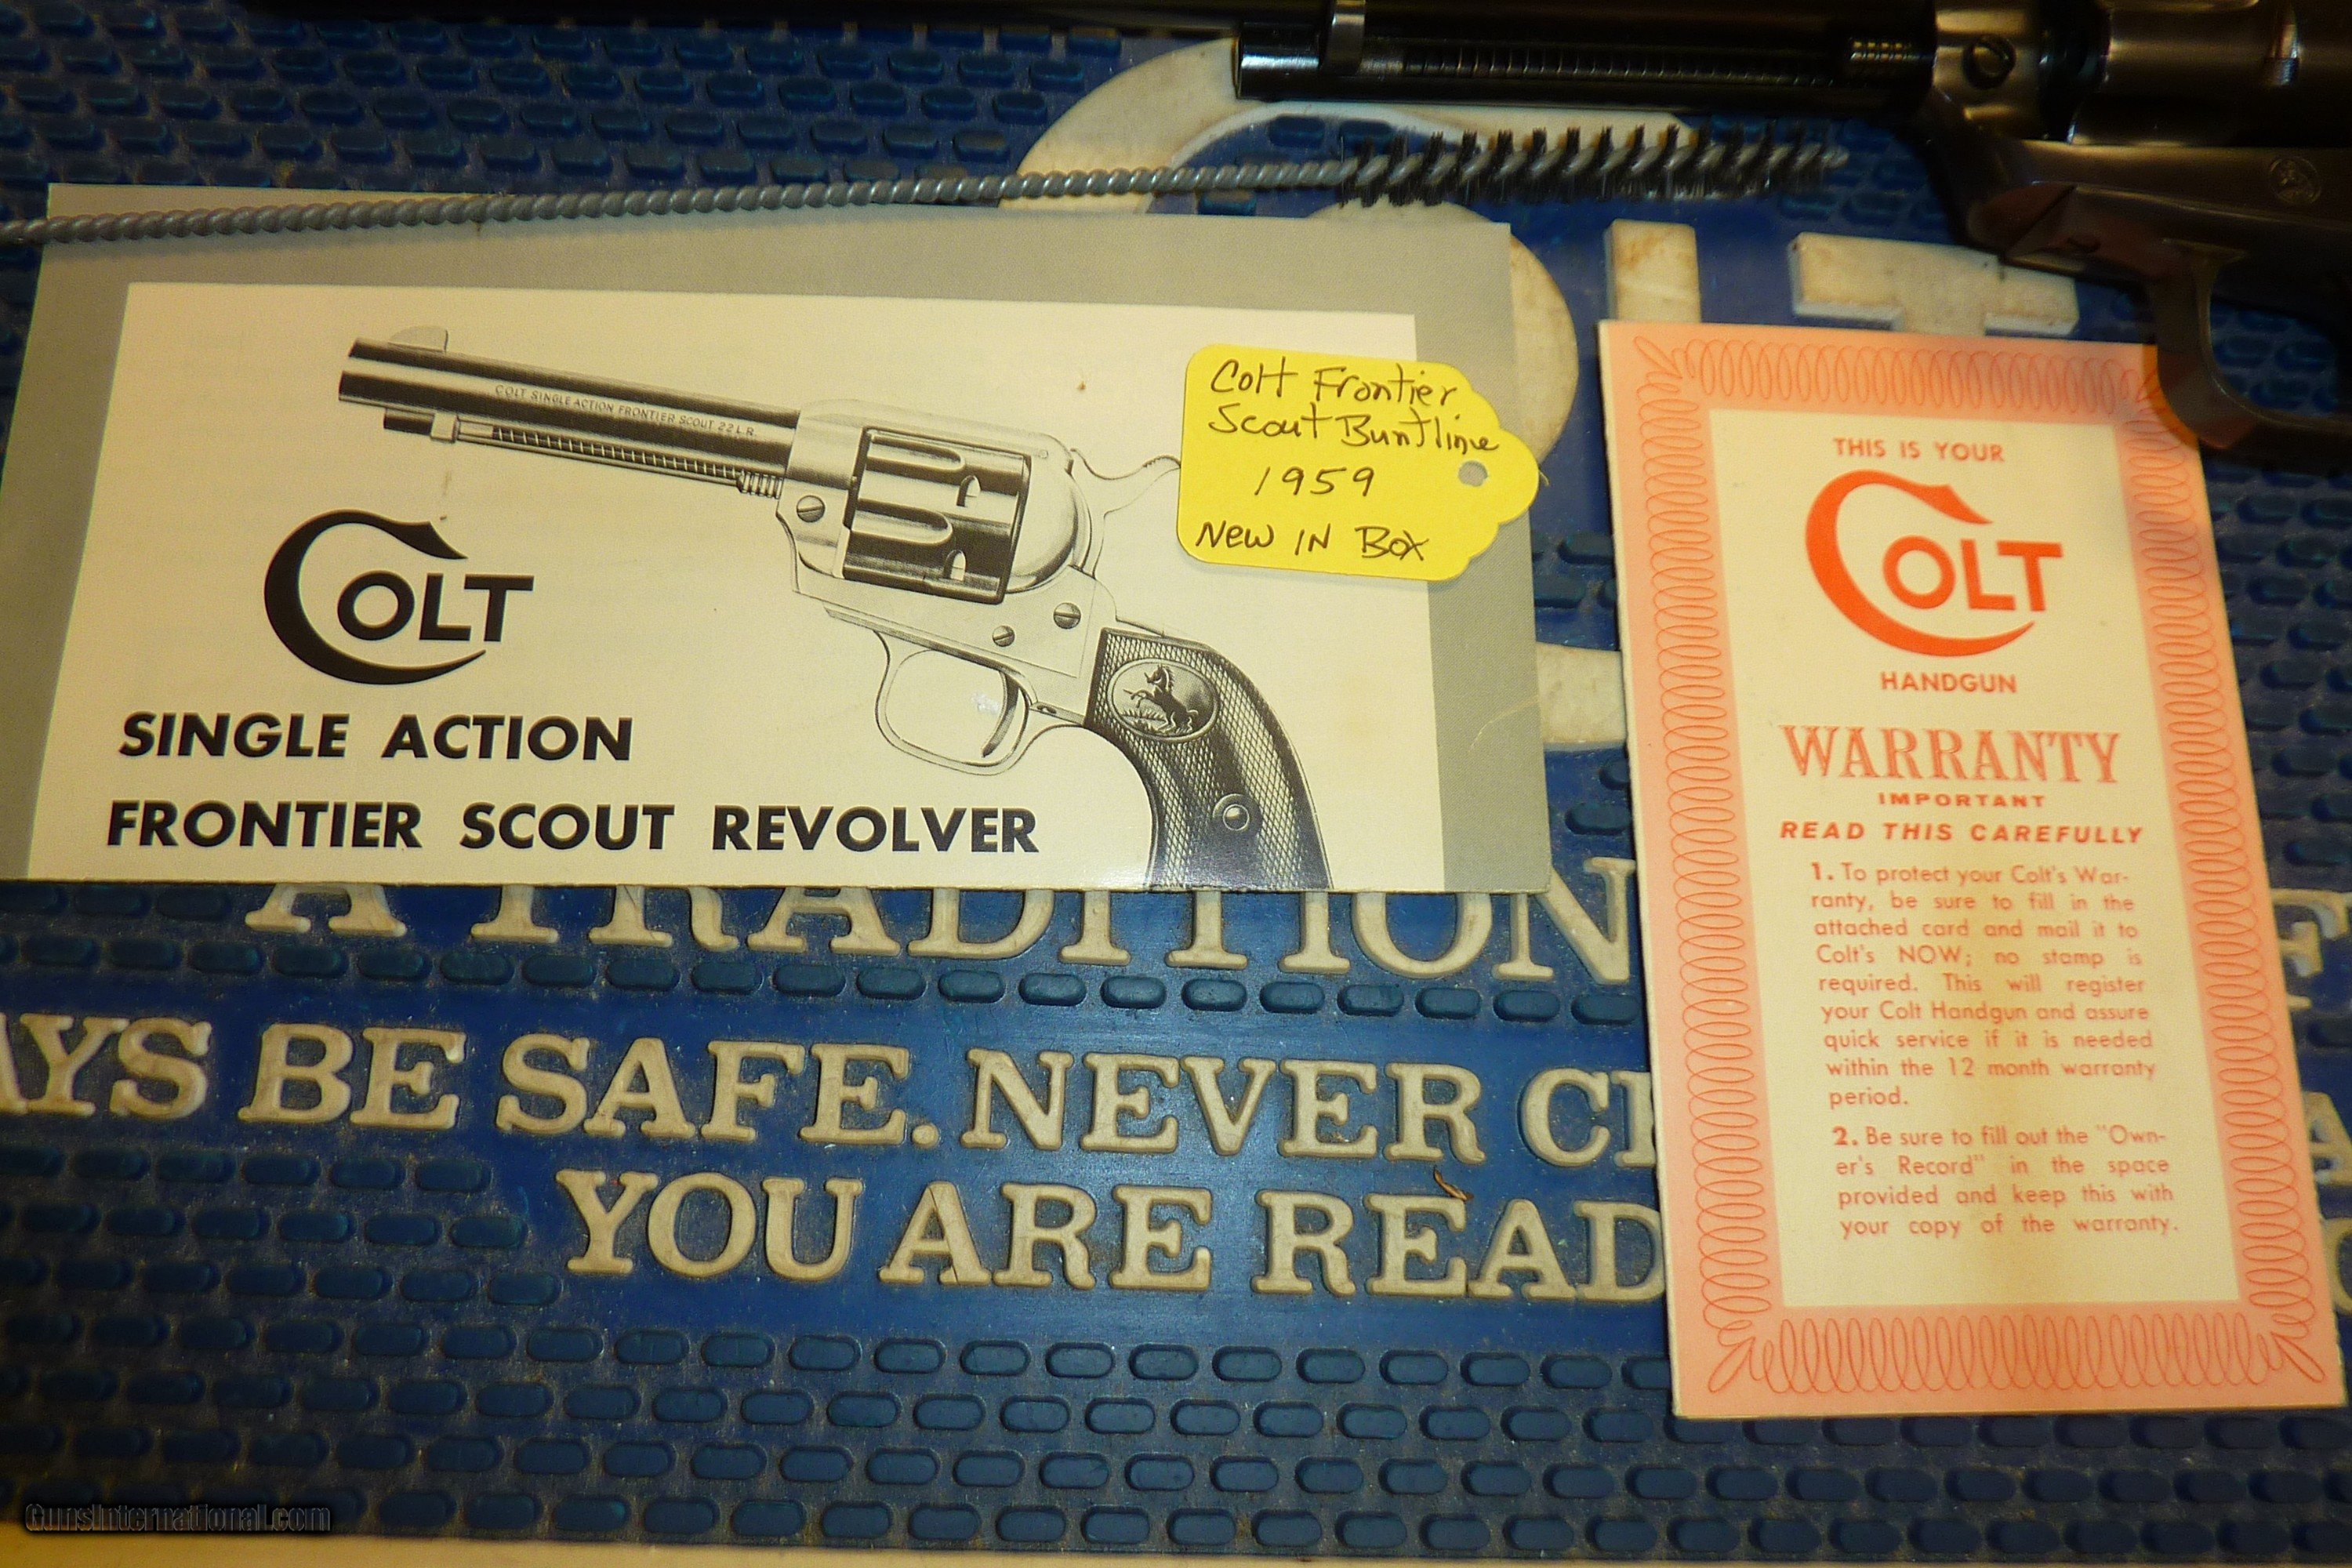 COLT SINGLE ACTION FRONTIER SCOUT 22 L.R.
COLT
SINGLE ACTION
FRONTIER SCOUT REVOLVER
Colt Frontier
Scout Buntline
1959
New IN Box
THIS IS YOUR
COLT
HANDGUN
WARRANTY
IMPORTANT
READ THIS CAREFULLY
1. To protect your Colt's War-
ranty, be sure to fill in the
attached card and mail it to
Colt's NOW; no stamp is
required. This will register
your Colt Handgun and assure
quick service if it is needed
within the 12 month warranty
period.
2. Be sure to fill out the "Own-
er's Record" in the space
provided and keep this with
your copy of the warranty.
A TRADITION
AYS BE SAFE. NEVER
YOU ARE READ
GunsInternational.com